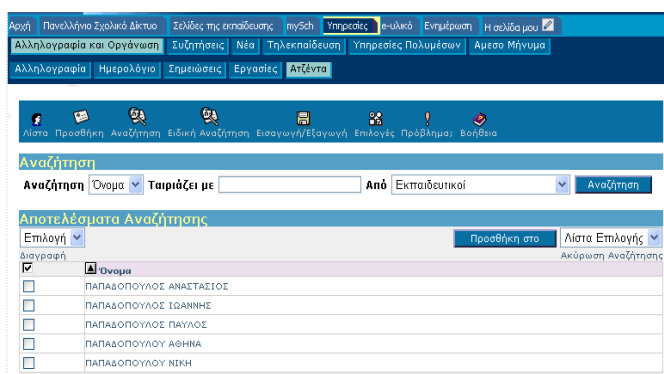 Αρχή Πανελλήνιο Σχολικό Δίκτυο Σελίδες της εκπαίδευσης mySch Υπηρεσίες e-υλικό Ενημέρωση Η σελίδα μου
Αλληλογραφία και Οργάνωση Συζητήσεις Νέα Τηλεκπαίδευση Υπηρεσίες Πολυμέσων Αμεσο Μήνυμα
Αλληλογραφία Ημερολόγιο Σημειώσεις Εργασίες Ατζέντα
Λίστα Προσθήκη Αναζήτηση Ειδική Αναζήτηση Εισαγωγή/Εξαγωγή Επιλογές Πρόβλημα; Βοήθεια
Αναζήτηση
Αναζήτηση Όνομα Ταιριάζει με Από Εκπαιδευτικοί Αναζήτηση
Αποτελέσματα Αναζήτησης
Επιλογή Προσθήκη στο Λίστα Επιλογής
Διαγραφή Ακύρωση Αναζήτησης
Όνομα
ΠΑΠΑΔΟΠΟΥΛΟΣ ΑΝΑΣΤΑΣΙΟΣ
ΠΑΠΑΔΟΠΟΥΛΟΣ ΙΩΑΝΝΗΣ
ΠΑΠΑΔΟΠΟΥΛΟΣ ΠΑΥΛΟΣ
ΠΑΠΑΔΟΠΟΥΛΟΥ ΑΘΗΝΑ
ΠΑΠΑΔΟΠΟΥΛΟΥ ΝΙΚΗ